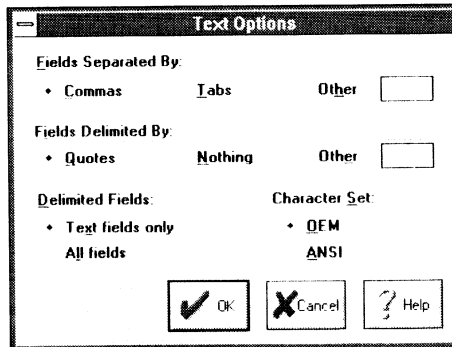 Text Options
Fields Separated By:
Commas Tabs Other
Fields Delimited By:
Quotes Nothing Other
Delimited Fields: Character Set:
Text fields only OEM
All fields ANSI
OK Cancel Help